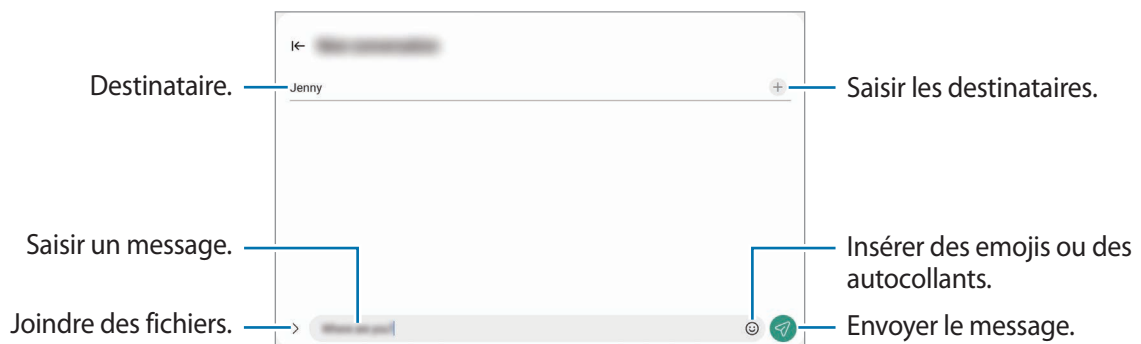 Destinataire.
Jenny
Saisir les destinataires.
Saisir un message.
Insérer des emojis ou des
autocollants.
Joindre des fichiers.
Envoyer le message.